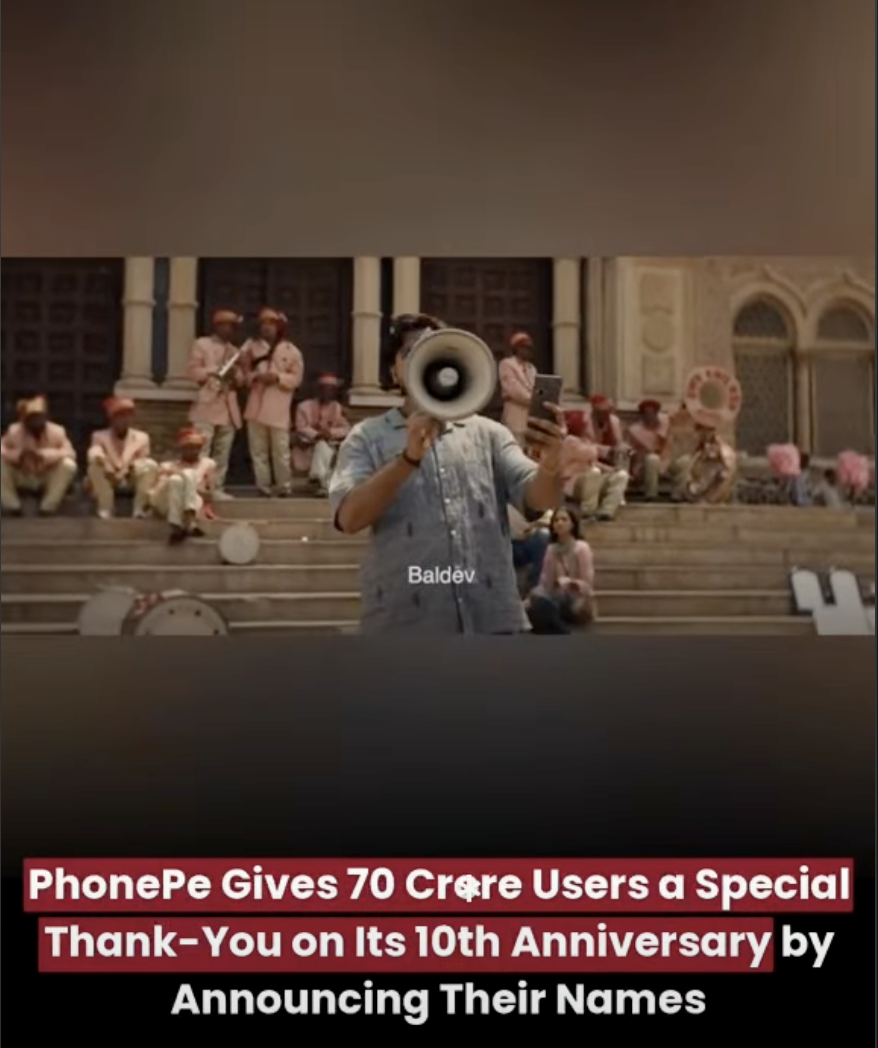 Baldev
PhonePe Gives 70 Crore Users a Special
Thank-You on Its 10th Anniversary by
Announcing Their Names